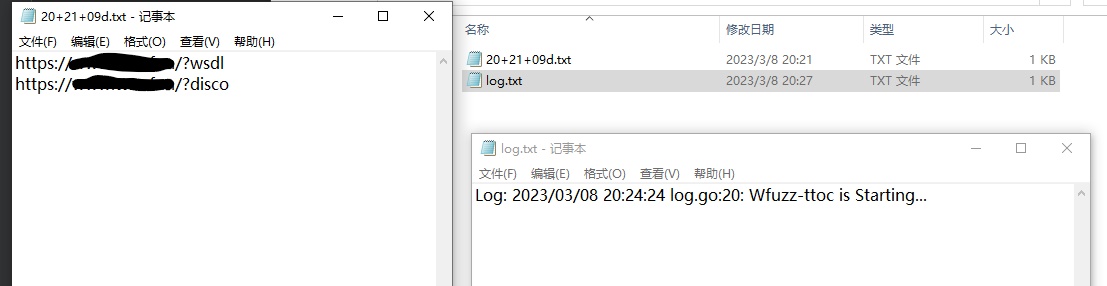 20+21+09d.txt - 记事本
文件(F) 编辑(E) 格式(O) 查看(V) 帮助(H)
https:// /?wsdl
https:// /?disco
名称 修改日期 类型 大小
20+21+09d.txt 2023/3/8 20:21 TXT 文件 1 KB
log.txt 2023/3/8 20:27 TXT 文件 1 KB
log.txt - 记事本
文件(F) 编辑(E) 格式(O) 查看(V) 帮助(H)
Log: 2023/03/08 20:24:24 log.go:20: Wfuzz-ttoc is Starting...